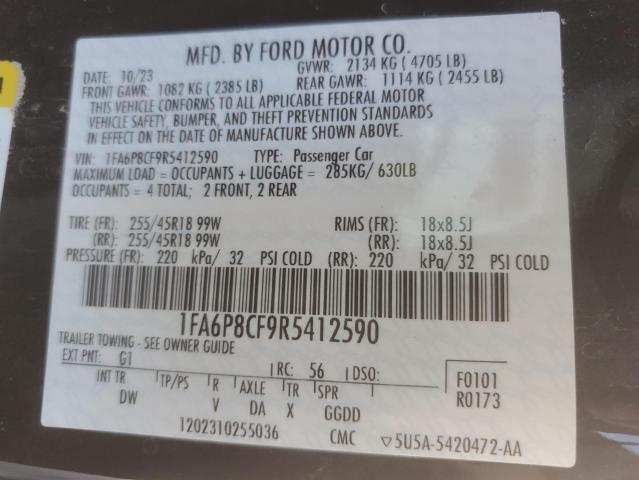 MFD. BY FORD MOTOR CO.
DATE: 10/23 GVWR: 2134 KG ( 4705 LB)
FRONT GAWR: 1082 KG ( 2385 LB) REAR GAWR: 1114 KG ( 2455 LB)
THIS VEHICLE CONFORMS TO ALL APPLICABLE FEDERAL MOTOR
VEHICLE SAFETY, BUMPER, AND THEFT PREVENTION STANDARDS
IN EFFECT ON THE DATE OF MANUFACTURE SHOWN ABOVE.
VIN: 1FA6P8CF9R5412590 TYPE: Passenger Car
MAXIMUM LOAD = OCCUPANTS + LUGGAGE = 285KG/ 630LB
OCCUPANTS = 4 TOTAL; 2 FRONT, 2 REAR
TIRE (FR): 255/45R18 99W RIMS (FR): 18x8.5J
(RR): 255/45R18 99W (RR): 18x8.5J
PRESSURE (FR): 220 kPa/ 32 PSI COLD (RR): 220 kPa/ 32 PSI COLD
1FA6P8CF9R5412590
TRAILER TOWING - SEE OWNER GUIDE
EXT PNT: G1 RC: 56 DSO: F0101
INT TR TP/PS R AXLE TR SPR R0173
DW V DA X GGDD
1202310255036 CMC ▽5U5A-5420472-AA